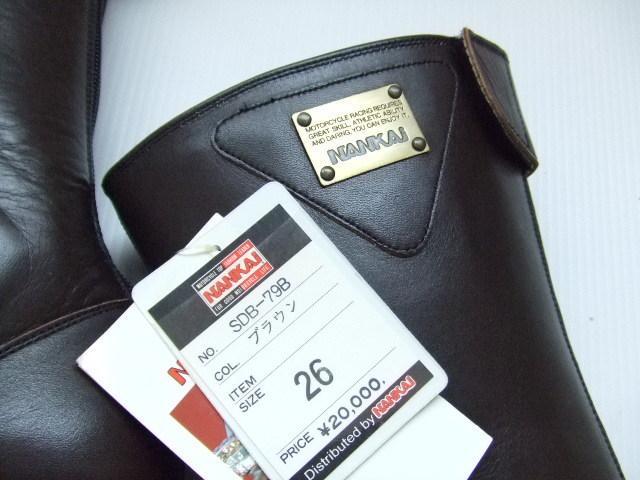 MOTORCYCLE RACING REQUIRES
GREAT SKILL, ATHLETIC ABILITY
AND DARING, YOU CAN ENJOY IT.
NANKAI
NANKAI
NO. SDB-79B
COL. ブラウン
ITEM
SIZE 26
PRICE ¥20,000.
Distributed by NANKAI